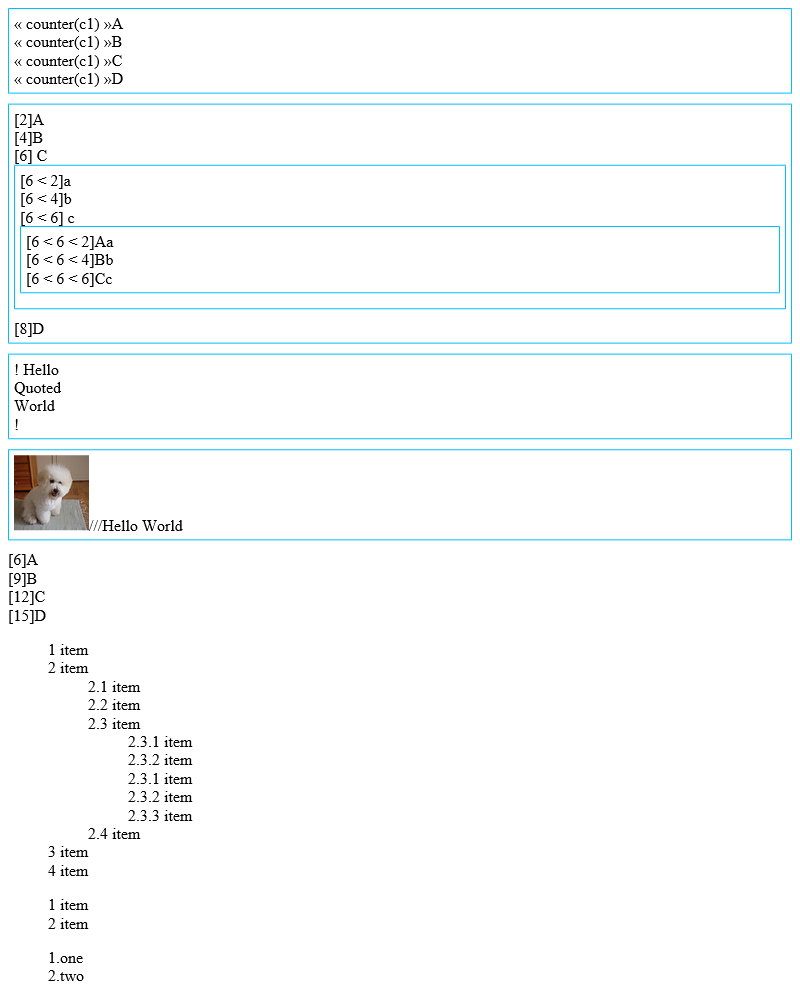 « counter(c1) »A
« counter(c1) »B
« counter(c1) »C
« counter(c1) »D
[2]A
[4]B
[6] C
[6 < 2]a
[6 < 4]b
[6 < 6] c
[6 < 6 < 2]Aa
[6 < 6 < 4]Bb
[6 < 6 < 6]Cc
[8]D
! Hello
Quoted
World
!
///Hello World
[6]A
[9]B
[12]C
[15]D
1 item
2 item
2.1 item
2.2 item
2.3 item
2.3.1 item
2.3.2 item
2.3.1 item
2.3.2 item
2.3.3 item
2.4 item
3 item
4 item
1 item
2 item
1.one
2.two